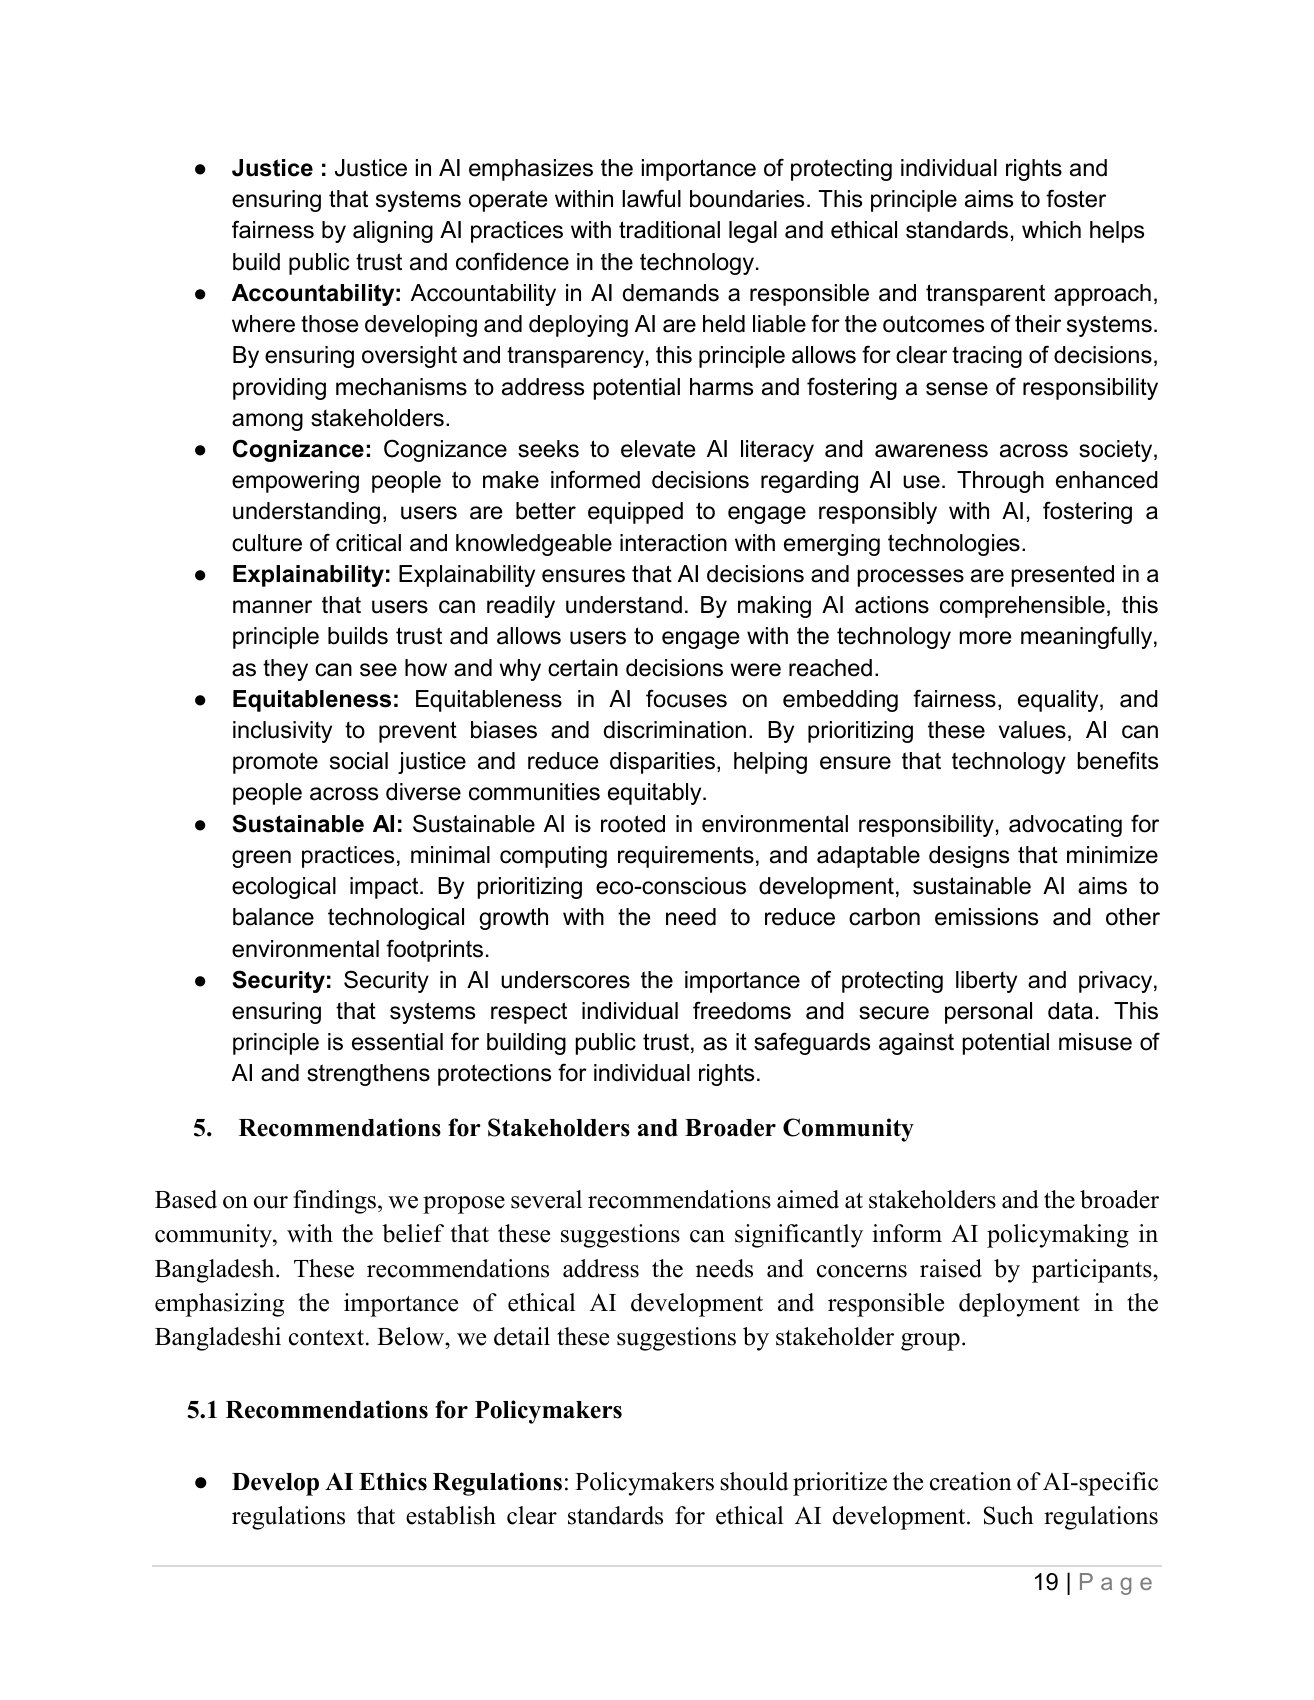 ● Justice : Justice in AI emphasizes the importance of protecting individual rights and
ensuring that systems operate within lawful boundaries. This principle aims to foster
fairness by aligning AI practices with traditional legal and ethical standards, which helps
build public trust and confidence in the technology.
● Accountability: Accountability in AI demands a responsible and transparent approach,
where those developing and deploying AI are held liable for the outcomes of their systems.
By ensuring oversight and transparency, this principle allows for clear tracing of decisions,
providing mechanisms to address potential harms and fostering a sense of responsibility
among stakeholders.
● Cognizance: Cognizance seeks to elevate AI literacy and awareness across society,
empowering people to make informed decisions regarding AI use. Through enhanced
understanding, users are better equipped to engage responsibly with AI, fostering a
culture of critical and knowledgeable interaction with emerging technologies.
● Explainability: Explainability ensures that AI decisions and processes are presented in a
manner that users can readily understand. By making AI actions comprehensible, this
principle builds trust and allows users to engage with the technology more meaningfully,
as they can see how and why certain decisions were reached.
● Equitableness: Equitableness in AI focuses on embedding fairness, equality, and
inclusivity to prevent biases and discrimination. By prioritizing these values, AI can
promote social justice and reduce disparities, helping ensure that technology benefits
people across diverse communities equitably.
● Sustainable AI: Sustainable AI is rooted in environmental responsibility, advocating for
green practices, minimal computing requirements, and adaptable designs that minimize
ecological impact. By prioritizing eco-conscious development, sustainable AI aims to
balance technological growth with the need to reduce carbon emissions and other
environmental footprints.
● Security: Security in AI underscores the importance of protecting liberty and privacy,
ensuring that systems respect individual freedoms and secure personal data. This
principle is essential for building public trust, as it safeguards against potential misuse of
AI and strengthens protections for individual rights.
5. Recommendations for Stakeholders and Broader Community
Based on our findings, we propose several recommendations aimed at stakeholders and the broader
community, with the belief that these suggestions can significantly inform AI policymaking in
Bangladesh. These recommendations address the needs and concerns raised by participants,
emphasizing the importance of ethical AI development and responsible deployment in the
Bangladeshi context. Below, we detail these suggestions by stakeholder group.
5.1 Recommendations for Policymakers
● Develop AI Ethics Regulations: Policymakers should prioritize the creation of AI-specific
regulations that establish clear standards for ethical AI development. Such regulations
19 | Page